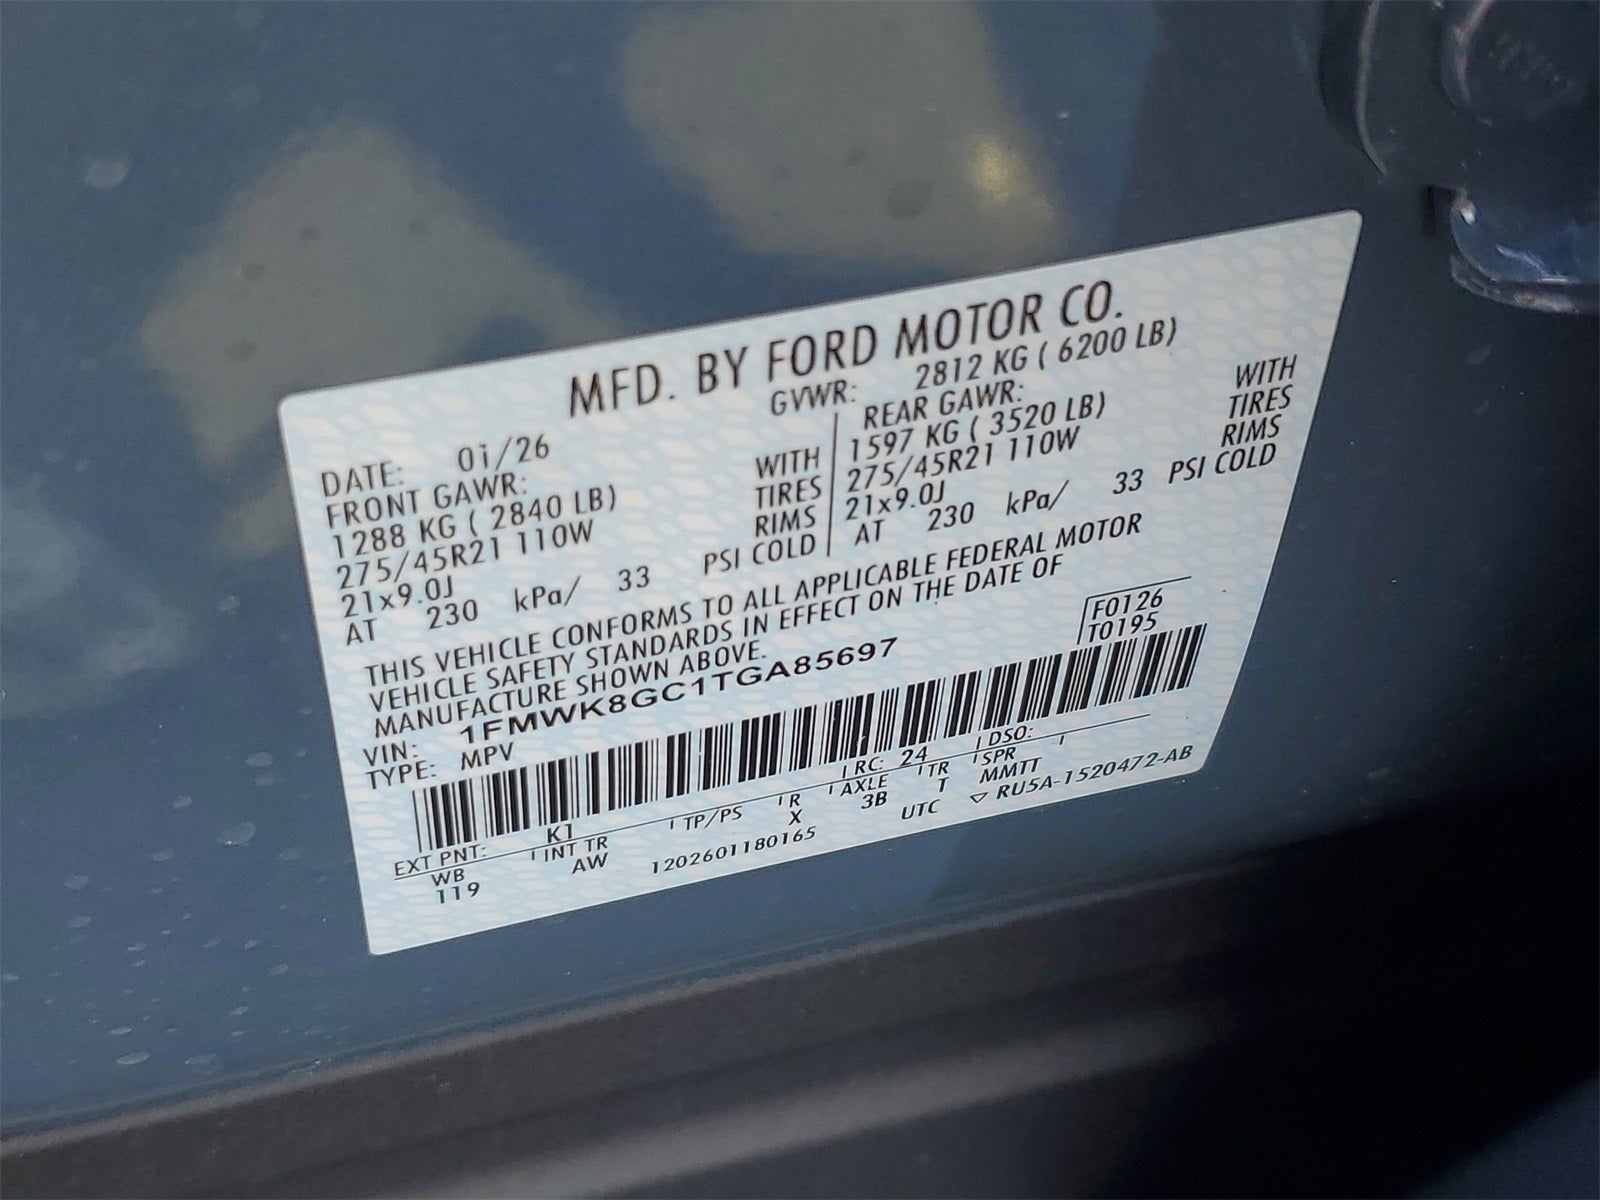 MFD. BY FORD MOTOR CO.
DATE: 01/26 GVWR: 2812 KG ( 6200 LB)
FRONT GAWR: REAR GAWR:
1288 KG ( 2840 LB) WITH 1597 KG ( 3520 LB) WITH
275/45R21 110W TIRES 275/45R21 110W TIRES
21x9.0J RIMS 21x9.0J RIMS
AT 230 kPa/ 33 PSI COLD AT 230 kPa/ 33 PSI COLD
THIS VEHICLE CONFORMS TO ALL APPLICABLE FEDERAL MOTOR
VEHICLE SAFETY STANDARDS IN EFFECT ON THE DATE OF
MANUFACTURE SHOWN ABOVE.
F0126
T0195
VIN: 1FMWK8GC1TGA85697
TYPE: MPV
EXT PNT: K1 RC: 24 DSO:
WB INT TR TP/PS R AXLE TR SPR
119 AW X 3B T MMTT
1202601180165 UTC ▽ RU5A-1520472-AB